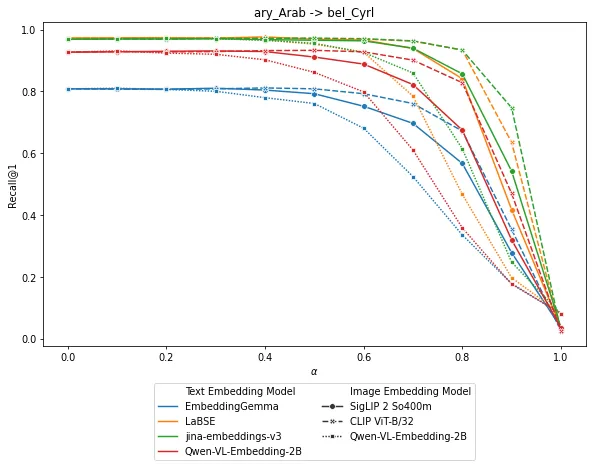 ary_Arab -> bel_Cyrl
Recall@1
1.0
0.8
0.6
0.4
0.2
0.0
0.0 0.2 0.4 0.6 0.8 1.0
α
Text Embedding Model Image Embedding Model
EmbeddingGemma SigLIP 2 So400m
LaBSE CLIP ViT-B/32
jina-embeddings-v3 Qwen-VL-Embedding-2B
Qwen-VL-Embedding-2B